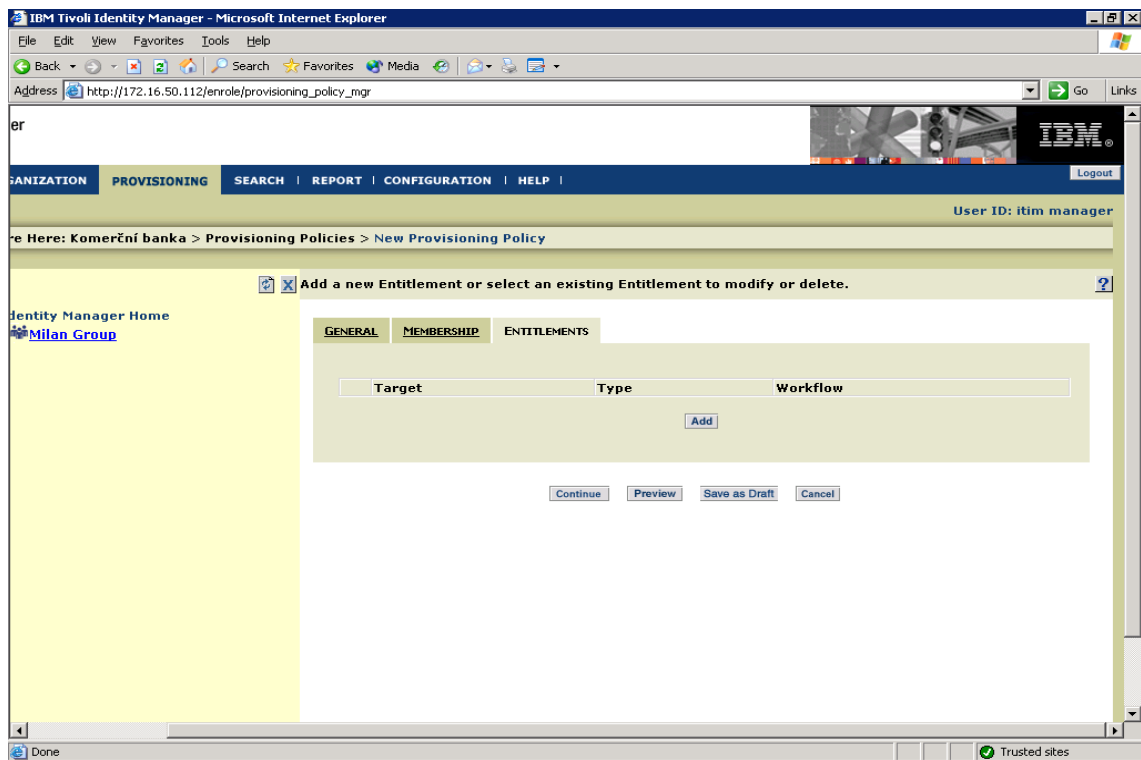 IBM Tivoli Identity Manager - Microsoft Internet Explorer
File Edit View Favorites Tools Help
Back Search Favorites Media
Address http://172.16.50.112/enrole/provisioning_policy_mgr Go Links
er
IBM
GANIZATION PROVISIONING SEARCH | REPORT | CONFIGURATION | HELP | Logout
User ID: itim manager
re Here: Komerční banka > Provisioning Policies > New Provisioning Policy
Add a new Entitlement or select an existing Entitlement to modify or delete. ?
dentity Manager Home
Milan Group
GENERAL MEMBERSHIP ENTITLEMENTS
Target Type Workflow
Add
Continue Preview Save as Draft Cancel
Done Trusted sites